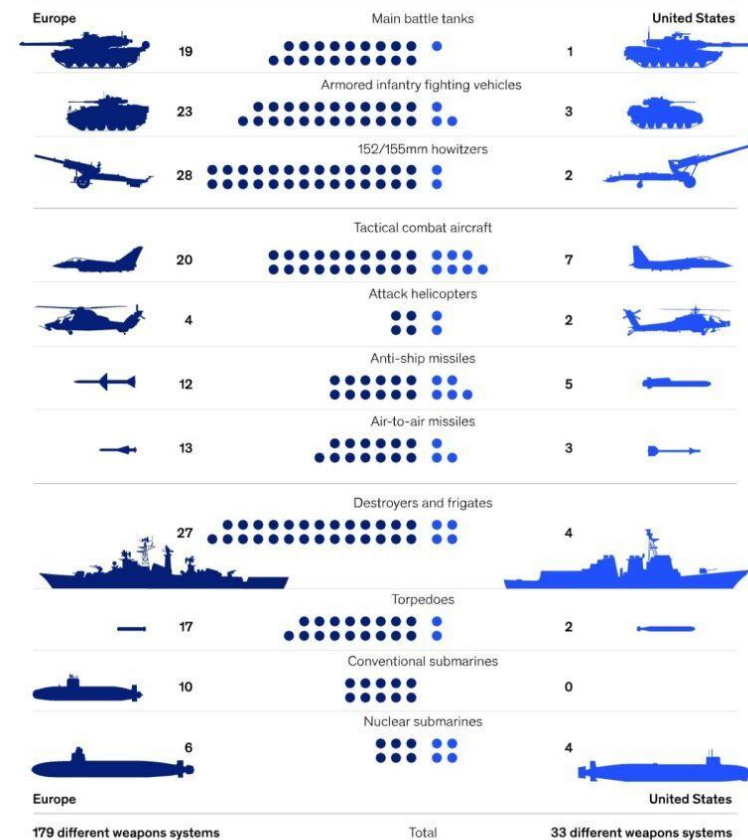 Europe Main battle tanks United States
19 1
Armored infantry fighting vehicles
23 3
152/155mm howitzers
28 2
Tactical combat aircraft
20 7
Attack helicopters
4 2
Anti-ship missiles
12 5
Air-to-air missiles
13 3
Destroyers and frigates
27 4
Torpedoes
17 2
Conventional submarines
10 0
Nuclear submarines
6 4
Europe United States
179 different weapons systems Total 33 different weapons systems